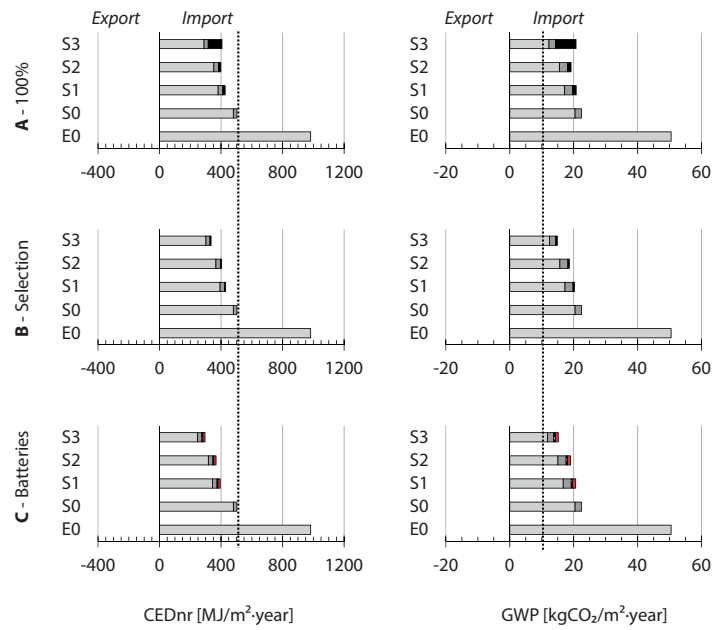 Export Import Export Import
A - 100%
S3 S3
S2 S2
S1 S1
S0 S0
E0 E0
-400 0 400 800 1200 -20 0 20 40 60
B - Selection
S3 S3
S2 S2
S1 S1
S0 S0
E0 E0
-400 0 400 800 1200 -20 0 20 40 60
C - Batteries
S3 S3
S2 S2
S1 S1
S0 S0
E0 E0
-400 0 400 800 1200 -20 0 20 40 60
CEDnr [MJ/m²·year] GWP [kgCO₂/m²·year]